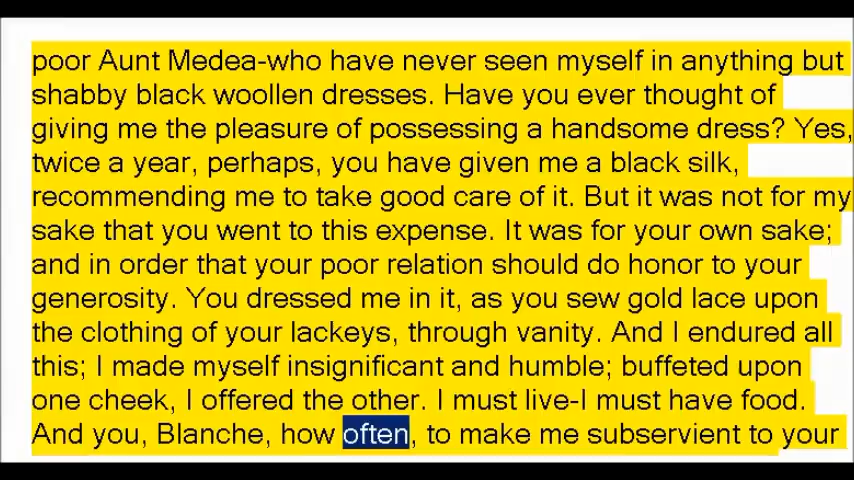 poor Aunt Medea-who have never seen myself in anything but
shabby black woollen dresses. Have you ever thought of
giving me the pleasure of possessing a handsome dress? Yes,
twice a year, perhaps, you have given me a black silk,
recommending me to take good care of it. But it was not for my
sake that you went to this expense. It was for your own sake;
and in order that your poor relation should do honor to your
generosity. You dressed me in it, as you sew gold lace upon
the clothing of your lackeys, through vanity. And I endured all
this; I made myself insignificant and humble; buffeted upon
one cheek, I offered the other. I must live-I must have food.
And you, Blanche, how often, to make me subservient to your